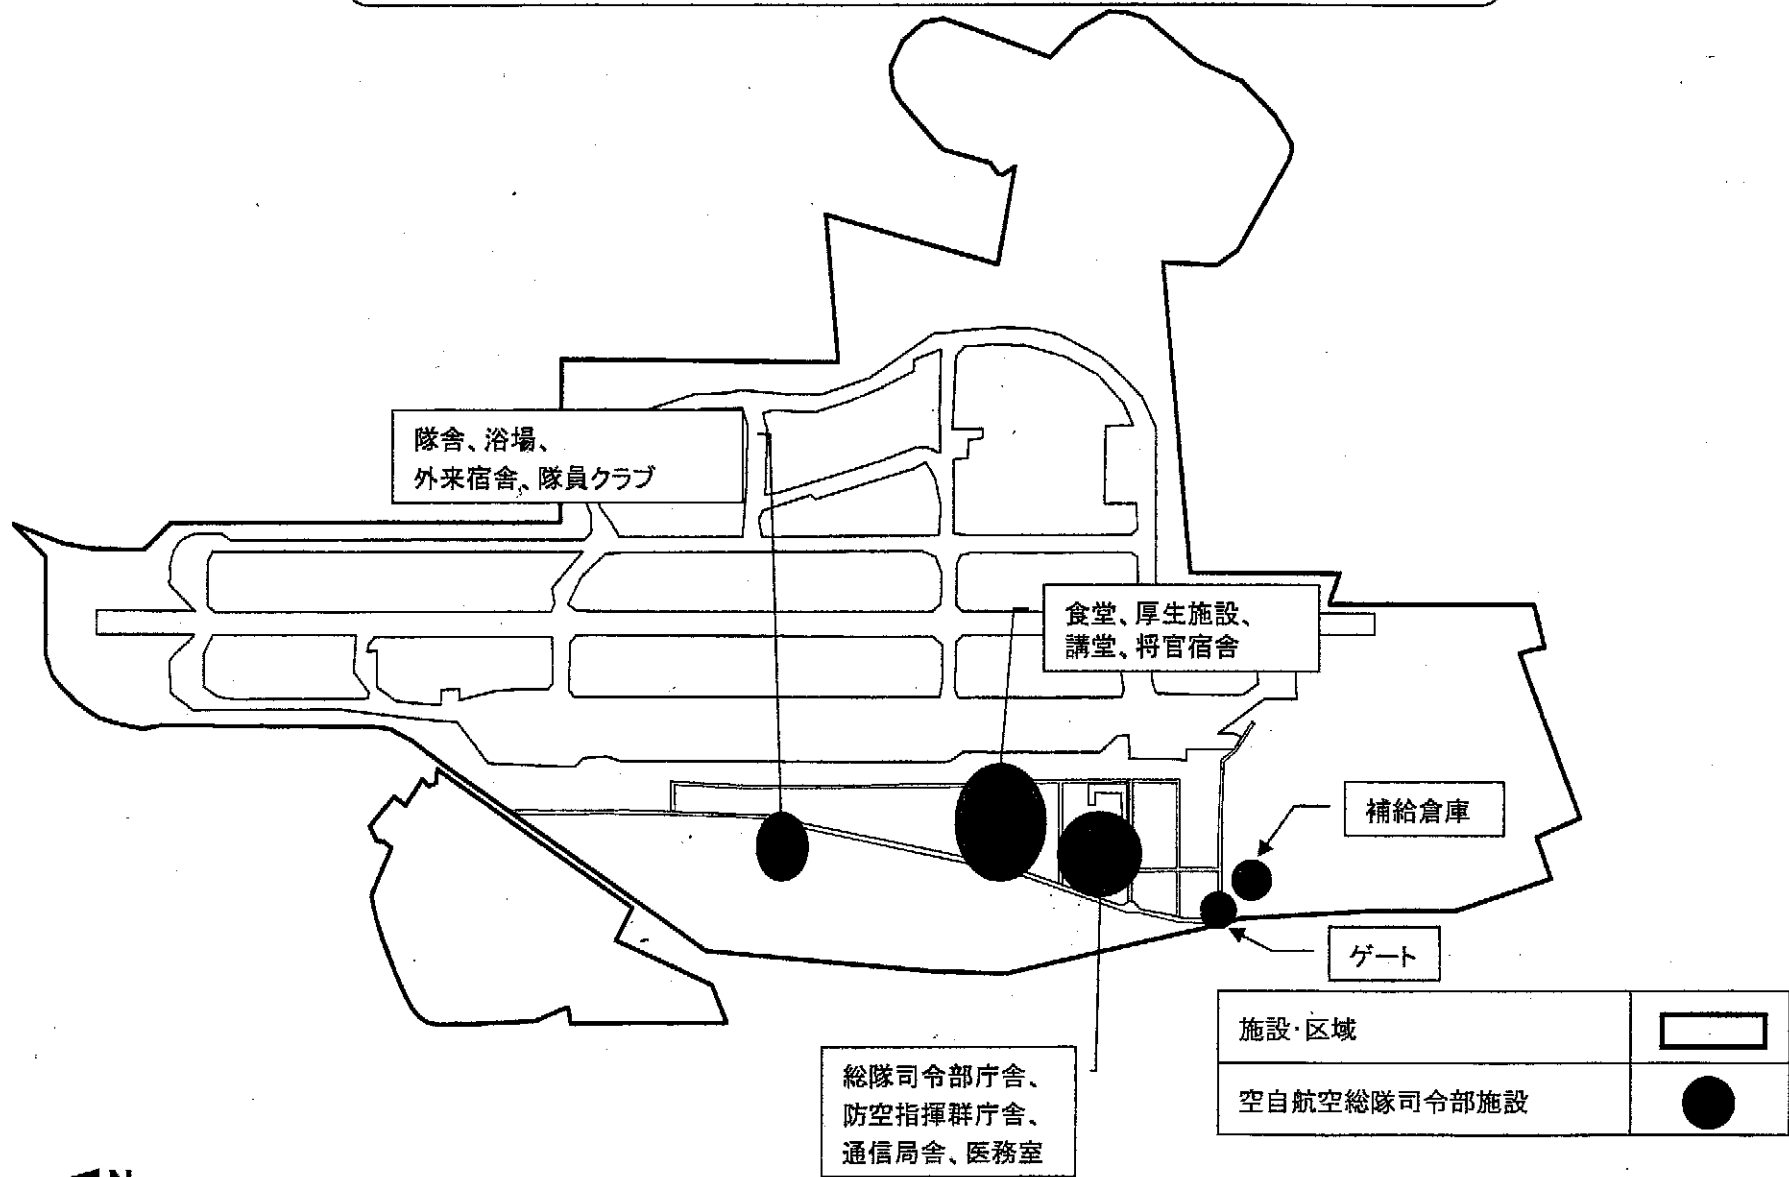 隊舎、浴場、
外来宿舎、隊員クラブ
食堂、厚生施設、
講堂、将官宿舎
補給倉庫
ゲート
総隊司令部庁舎、
防空指揮群庁舎、
通信局舎、医務室
施設・区域
空自航空総隊司令部施設
N